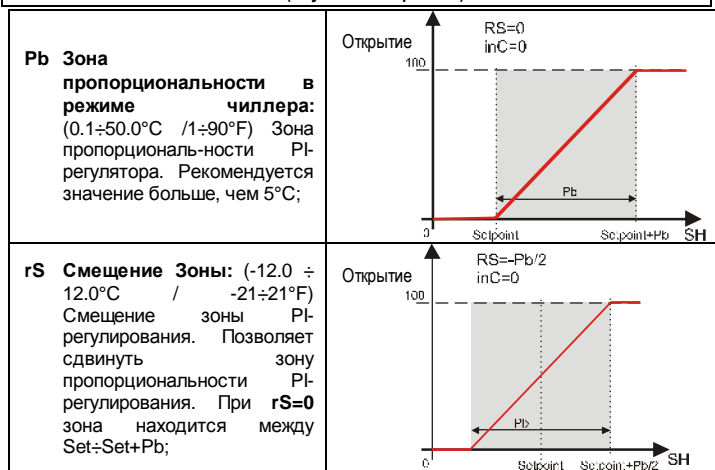 Pb Зона
пропорциональности в
режиме чиллера:
(0.1÷50.0°C /1÷90°F) Зона
пропорциональ-ности PI-
регулятора. Рекомендуется
значение больше, чем 5°C;
Открытие
RS=0
inC=0
100
Pb
0
Setpoint
Setpoint+Pb
SH
rS Смещение Зоны: (-12.0 ÷
12.0°C / -21÷21°F)
Смещение зоны PI-
регулирования. Позволяет
сдвинуть зону
пропорциональности PI-
регулирования. При rS=0
зона находится между
Set÷Set+Pb;
Открытие
RS=-Pb/2
inC=0
100
Pb
0
Setpoint
Setpoint+Pb/2
SH